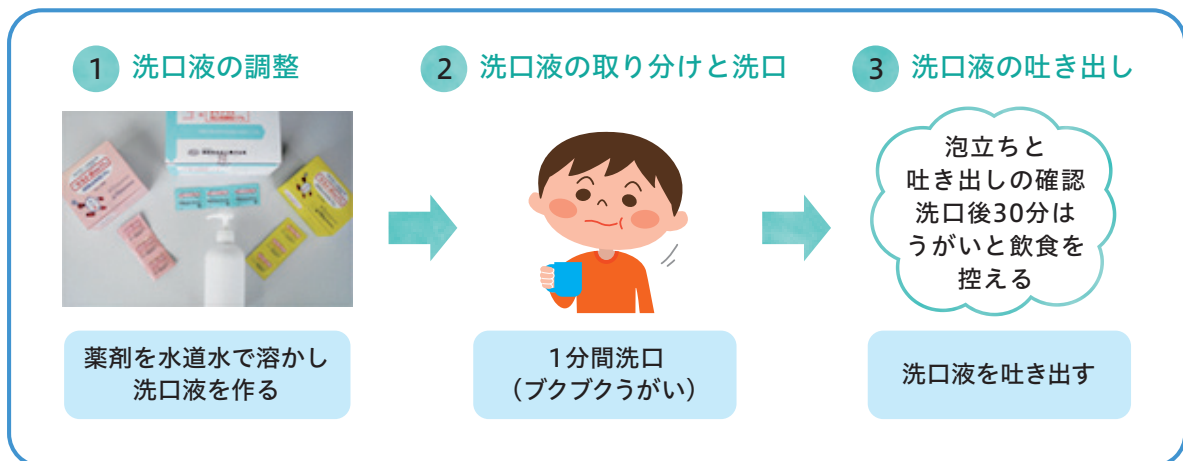 1 洗口液の調整
薬剤を水道水で溶かし
洗口液を作る
2 洗口液の取り分けと洗口
1分間洗口
（ブクブクうがい）
3 洗口液の吐き出し
泡立ちと
吐き出しの確認
洗口後30分は
うがいと飲食を
控える
洗口液を吐き出す